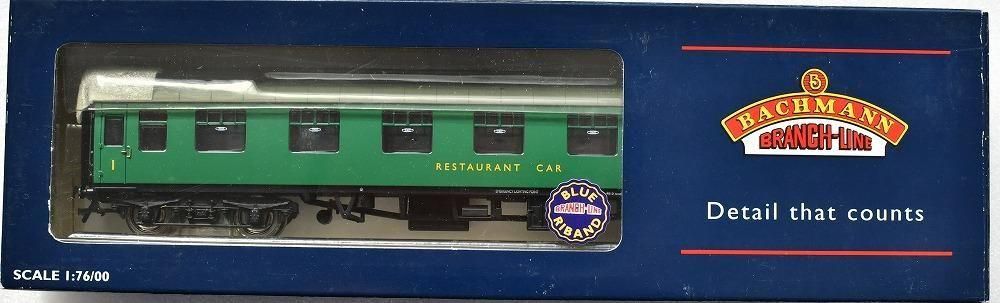 1
RESTAURANT CAR
BLUE
BRANCH-LINE
RIBAND
SCALE 1:76/00
B
BACHMANN
BRANCH-LINE
Detail that counts